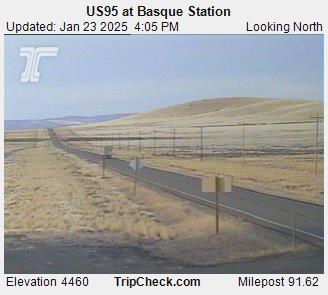 US95 at Basque Station
Updated: Jan 23 2025 4:05 PM Looking North
Elevation 4460 TripCheck.com Milepost 91.62